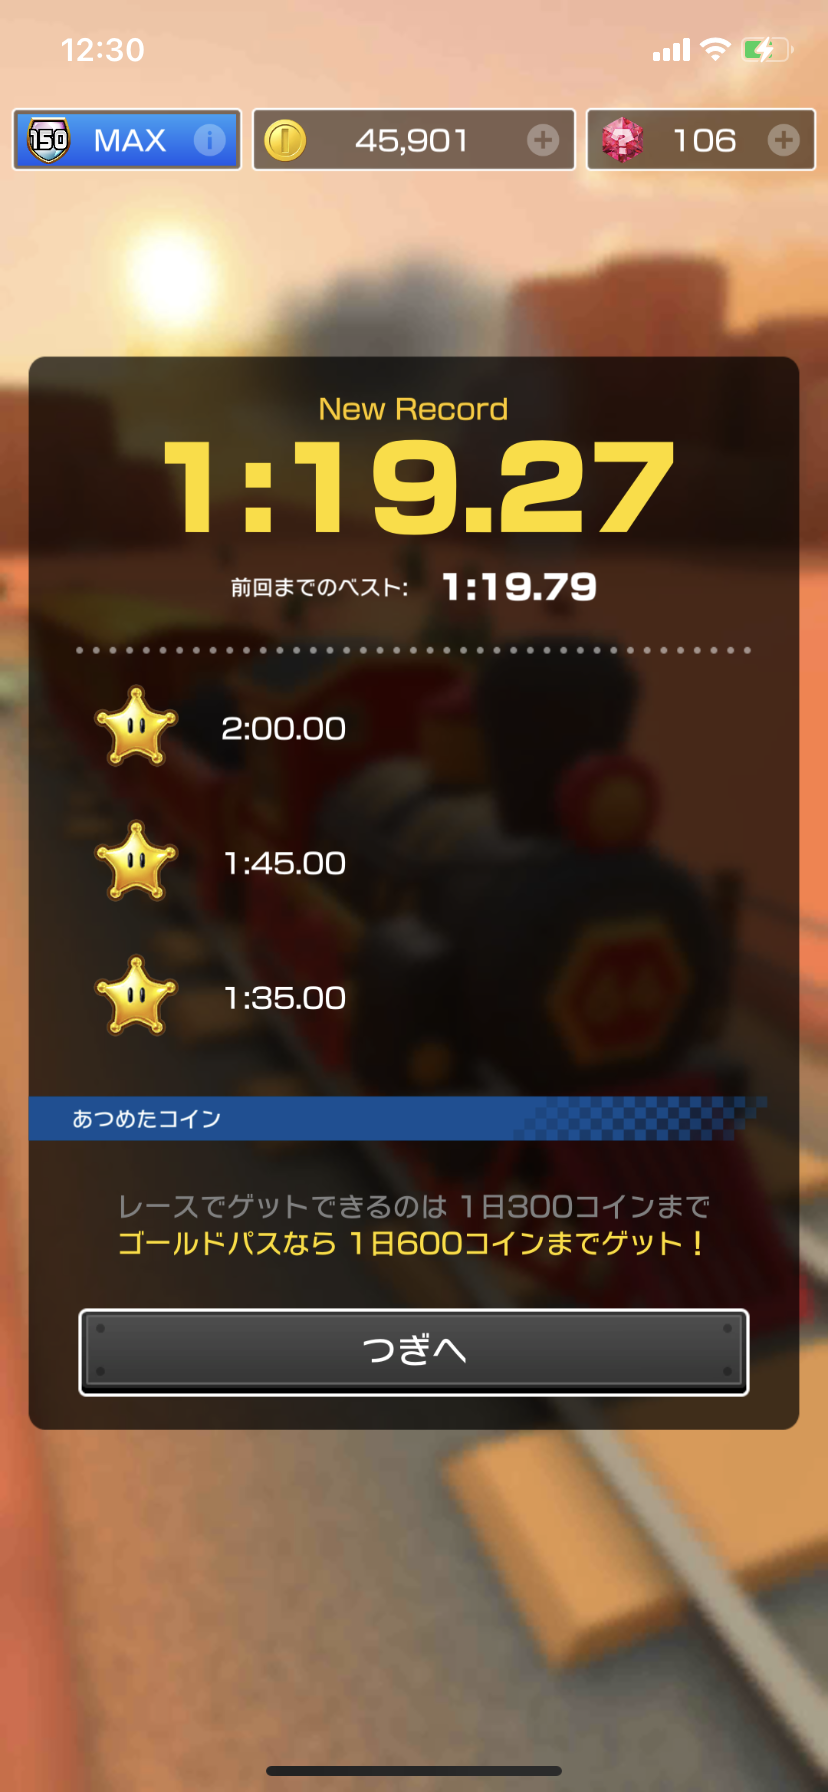 12:30
150 MAX i 45,901 + ? 106 +
New Record
1:19.27
前回までのベスト: 1:19.79
2:00.00
1:45.00
1:35.00
あつめたコイン
レースでゲットできるのは 1日300コインまで
ゴールドパスなら 1日600コインまでゲット！
つぎへ